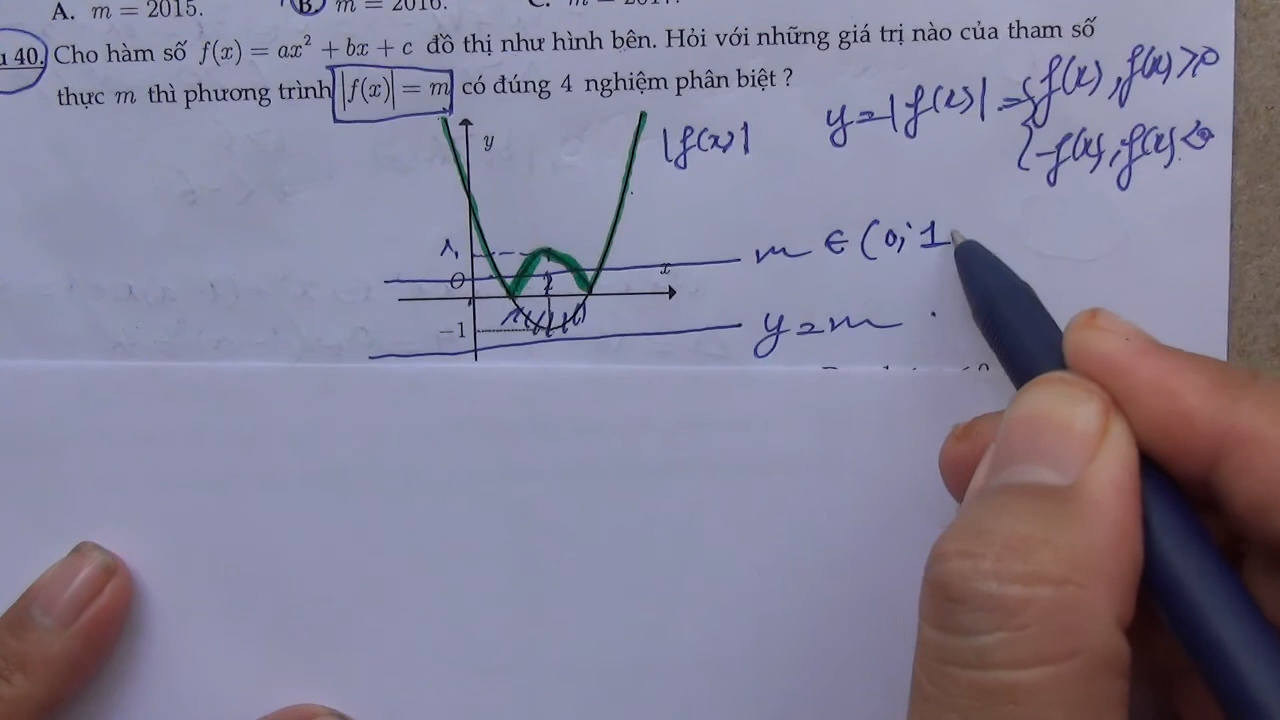 A. m = 2015. B. m = 2016.
40. Cho hàm số f(x) = ax² + bx + c đồ thị như hình bên. Hỏi với những giá trị nào của tham số
thực m thì phương trình |f(x)| = m có đúng 4 nghiệm phân biệt ?
y = |f(x)| = { f(x), f(x) ≥ 0
{ -f(x), f(x) < 0
y
|f(x)|
1
m ∈ (0; 1
O
2
x
−1
y = m